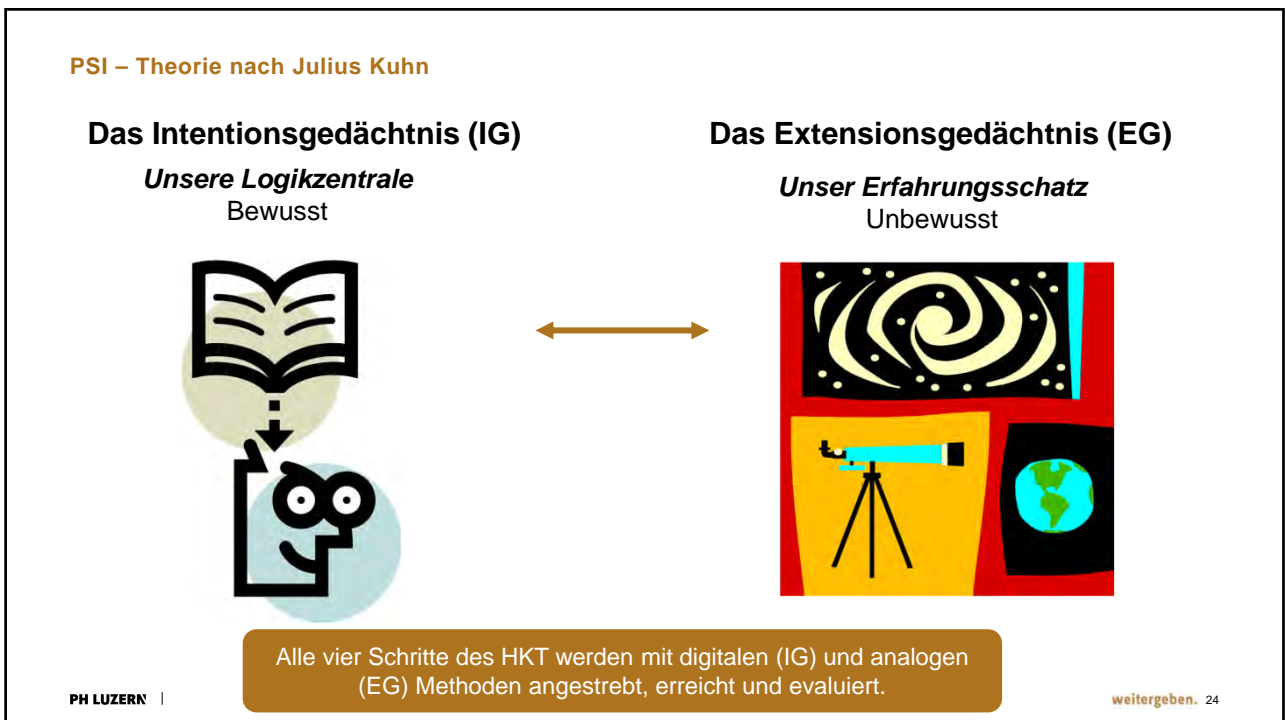 PSI – Theorie nach Julius Kuhn
Das Intentionsgedächtnis (IG)
Unsere Logikzentrale
Bewusst
Das Extensionsgedächtnis (EG)
Unser Erfahrungsschatz
Unbewusst
Alle vier Schritte des HKT werden mit digitalen (IG) und analogen
(EG) Methoden angestrebt, erreicht und evaluiert.
PH LUZERN |
weitergeben. 24